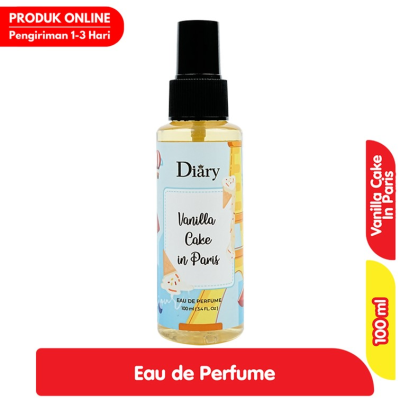 PRODUK ONLINE
Pengiriman 1-3 Hari
Diary
Vanilla
Cake
in Paris
EAU DE PERFUME
100 ml (3.4 FL.Oz)
Vanilla Cake
In Paris
100 ml
Eau de Perfume